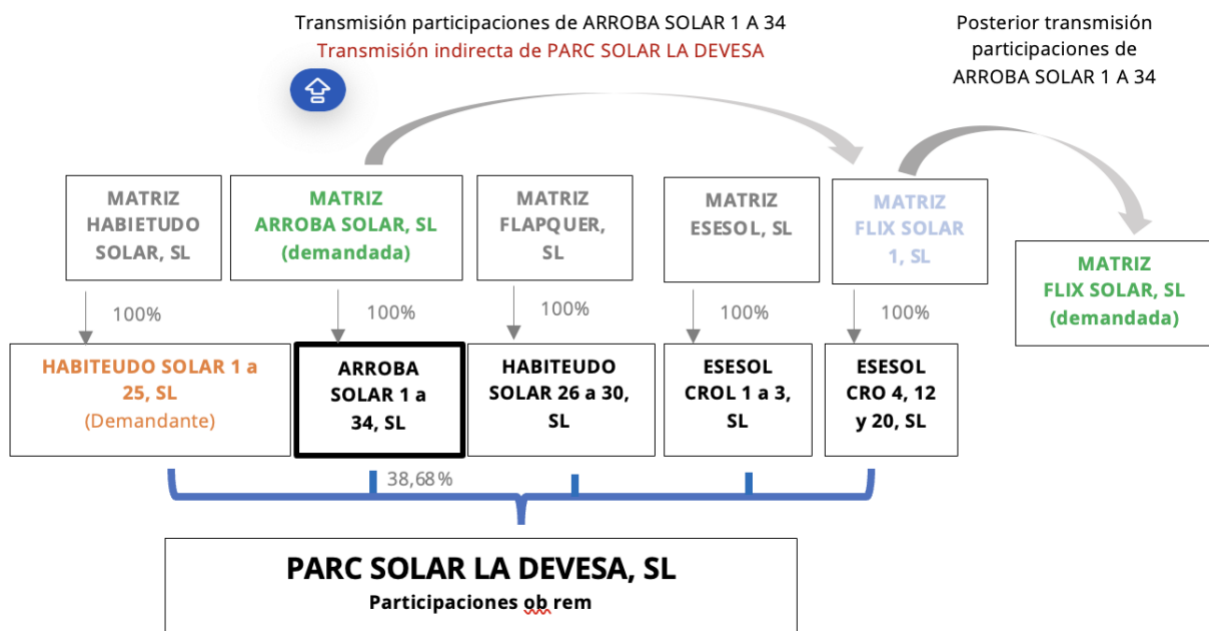 Transmisión participaciones de ARROBA SOLAR 1 A 34
Transmisión indirecta de PARC SOLAR LA DEVESA
Posterior transmisión
participaciones de
ARROBA SOLAR 1 A 34
MATRIZ
HABIETUDO
SOLAR, SL
MATRIZ
ARROBA SOLAR, SL
(demandada)
MATRIZ
FLAPQUER,
SL
MATRIZ
ESESOL, SL
MATRIZ
FLIX SOLAR
1, SL
MATRIZ
FLIX SOLAR, SL
(demandada)
100%
100%
100%
100%
100%
HABITEUDO SOLAR 1 a
25, SL
(Demandante)
ARROBA
SOLAR 1 a
34, SL
HABITEUDO
SOLAR 26 a 30,
SL
ESESOL
CROL 1 a 3,
SL
ESESOL
CRO 4, 12
y 20, SL
38,68%
PARC SOLAR LA DEVESA, SL
Participaciones ob rem